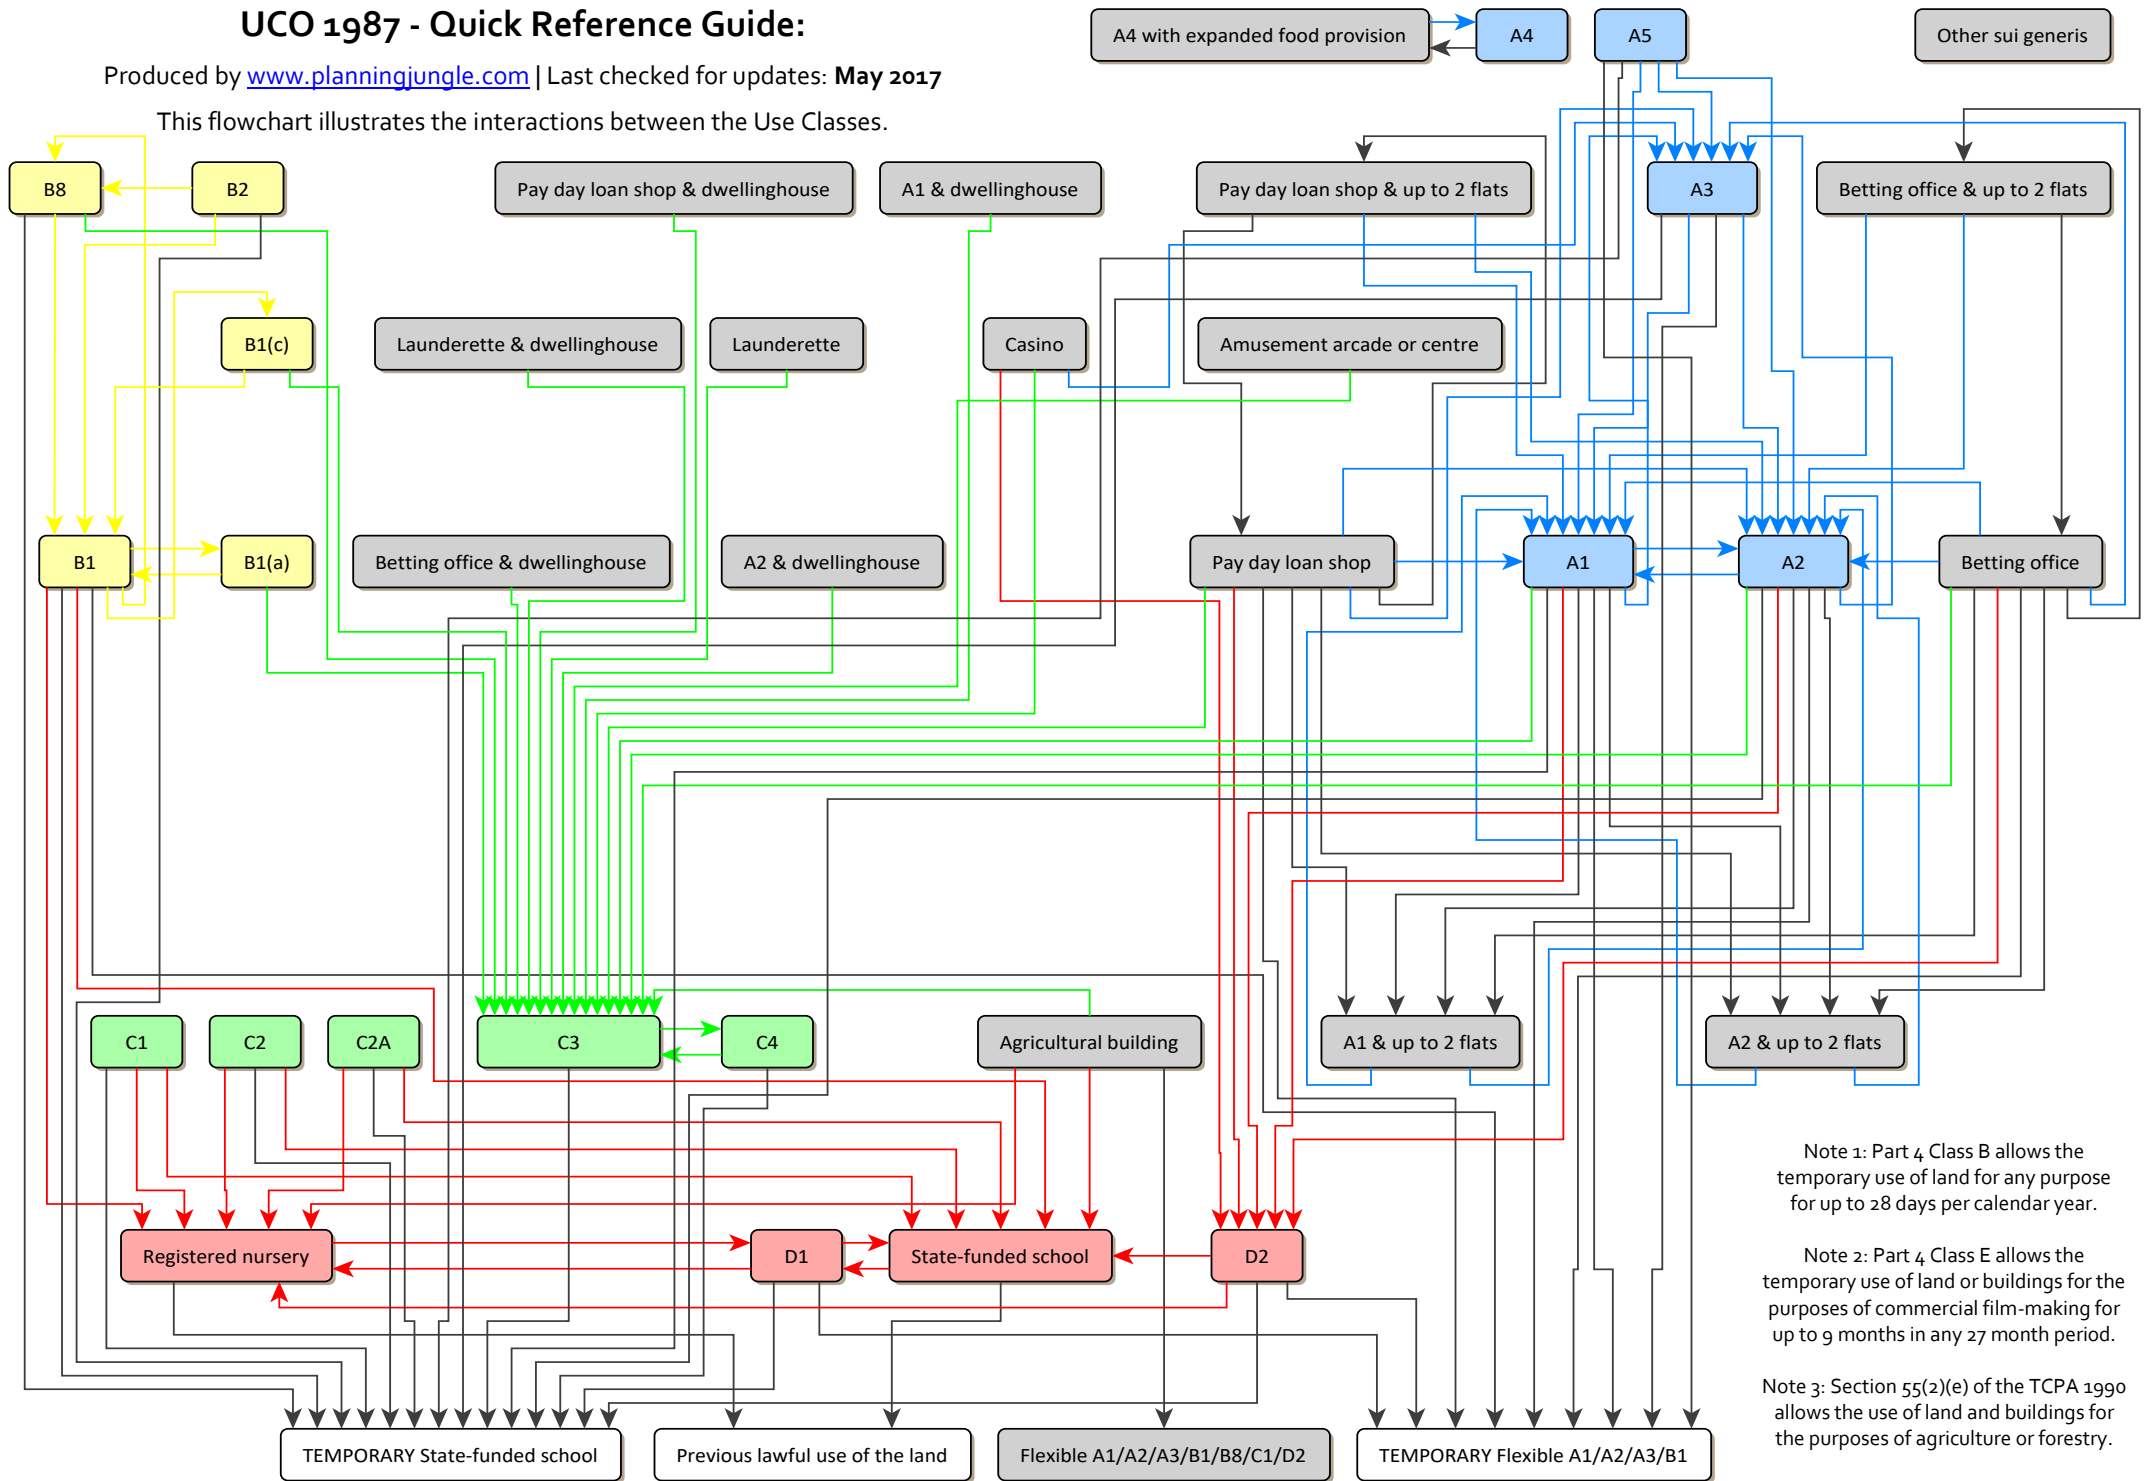 UCO 1987 - Quick Reference Guide:
Produced by www.planningjungle.com | Last checked for updates: May 2017
This flowchart illustrates the interactions between the Use Classes.
A4 with expanded food provision
A4
A5
Other sui generis
B8
B2
Pay day loan shop & dwellinghouse
A1 & dwellinghouse
Pay day loan shop & up to 2 flats
A3
Betting office & up to 2 flats
B1(c)
Launderette & dwellinghouse
Launderette
Casino
Amusement arcade or centre
B1
B1(a)
Betting office & dwellinghouse
A2 & dwellinghouse
Pay day loan shop
A1
A2
Betting office
C1
C2
C2A
C3
C4
Agricultural building
A1 & up to 2 flats
A2 & up to 2 flats
Note 1: Part 4 Class B allows the
temporary use of land for any purpose
for up to 28 days per calendar year.
Registered nursery
D1
State-funded school
D2
Note 2: Part 4 Class E allows the
temporary use of land or buildings for the
purposes of commercial film-making for
up to 9 months in any 27 month period.
Note 3: Section 55(2)(e) of the TCPA 1990
allows the use of land and buildings for
the purposes of agriculture or forestry.
TEMPORARY State-funded school
Previous lawful use of the land
Flexible A1/A2/A3/B1/B8/C1/D2
TEMPORARY Flexible A1/A2/A3/B1